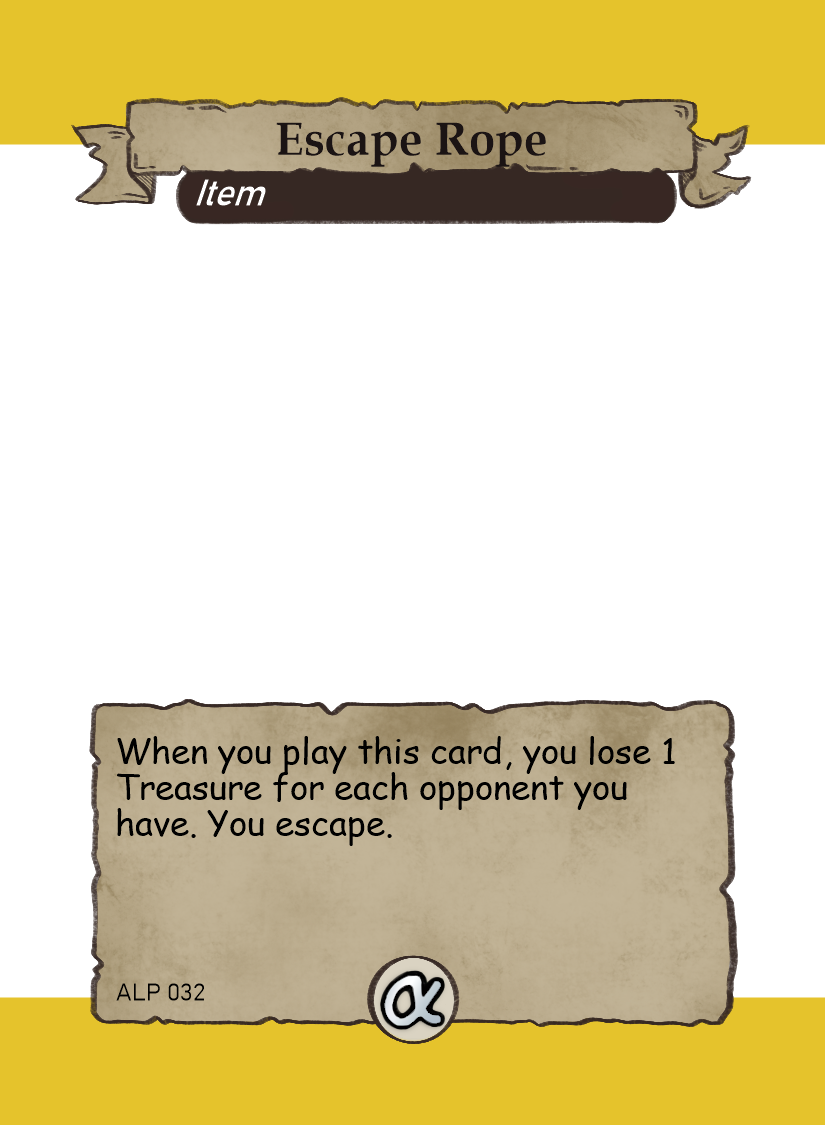 Escape Rope
Item
When you play this card, you lose 1
Treasure for each opponent you
have. You escape.
ALP 032
α